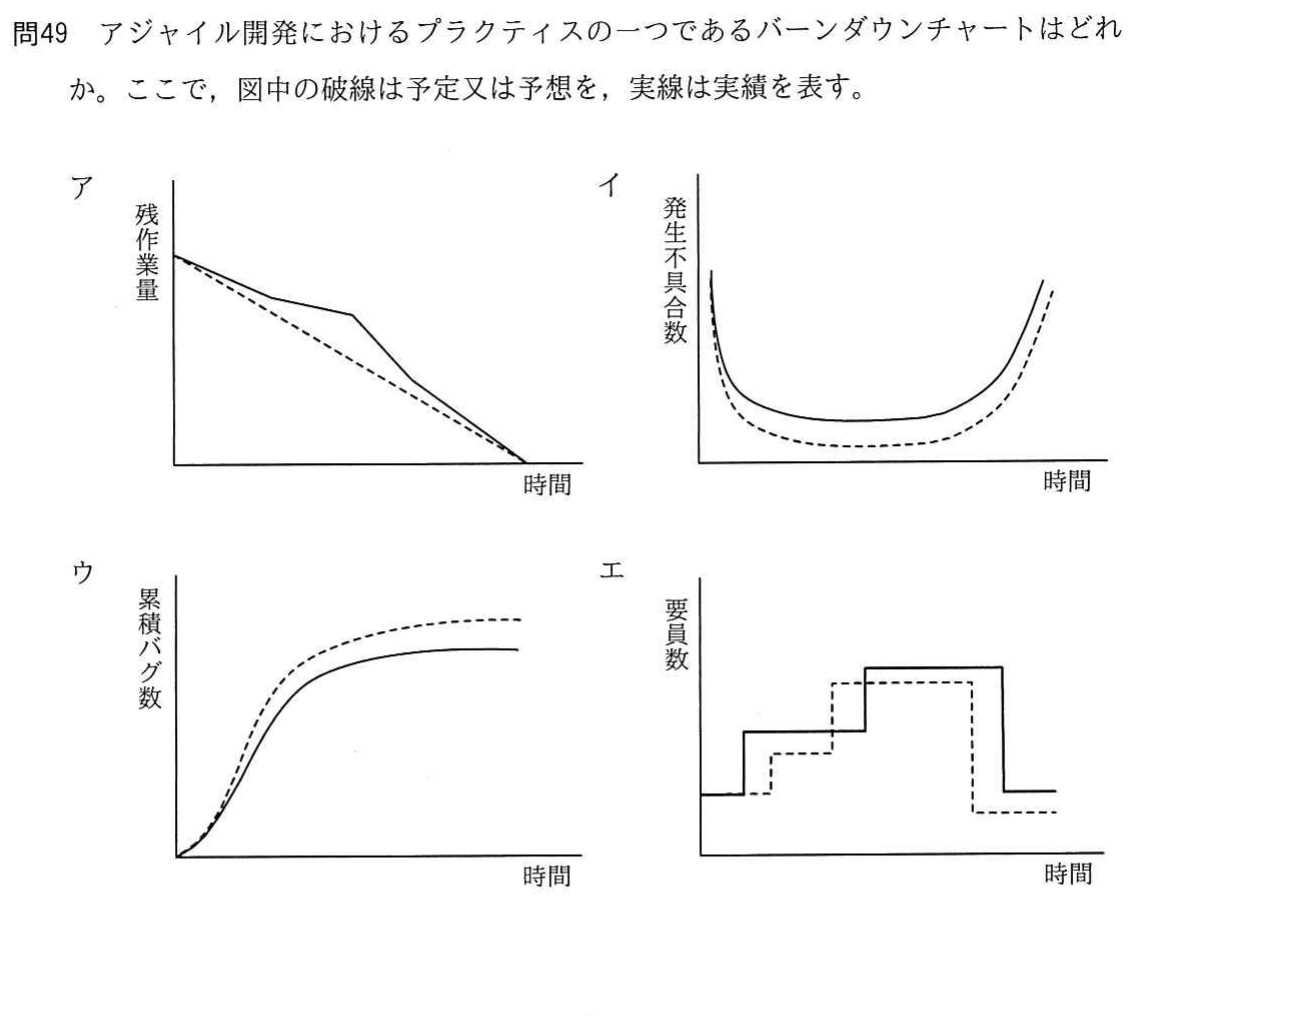 問49　アジャイル開発におけるプラクティスの一つであるバーンダウンチャートはどれ
か。ここで，図中の破線は予定又は予想を，実線は実績を表す。
ア
残作業量
時間
イ
発生不具合数
時間
ウ
累積バグ数
時間
エ
要員数
時間